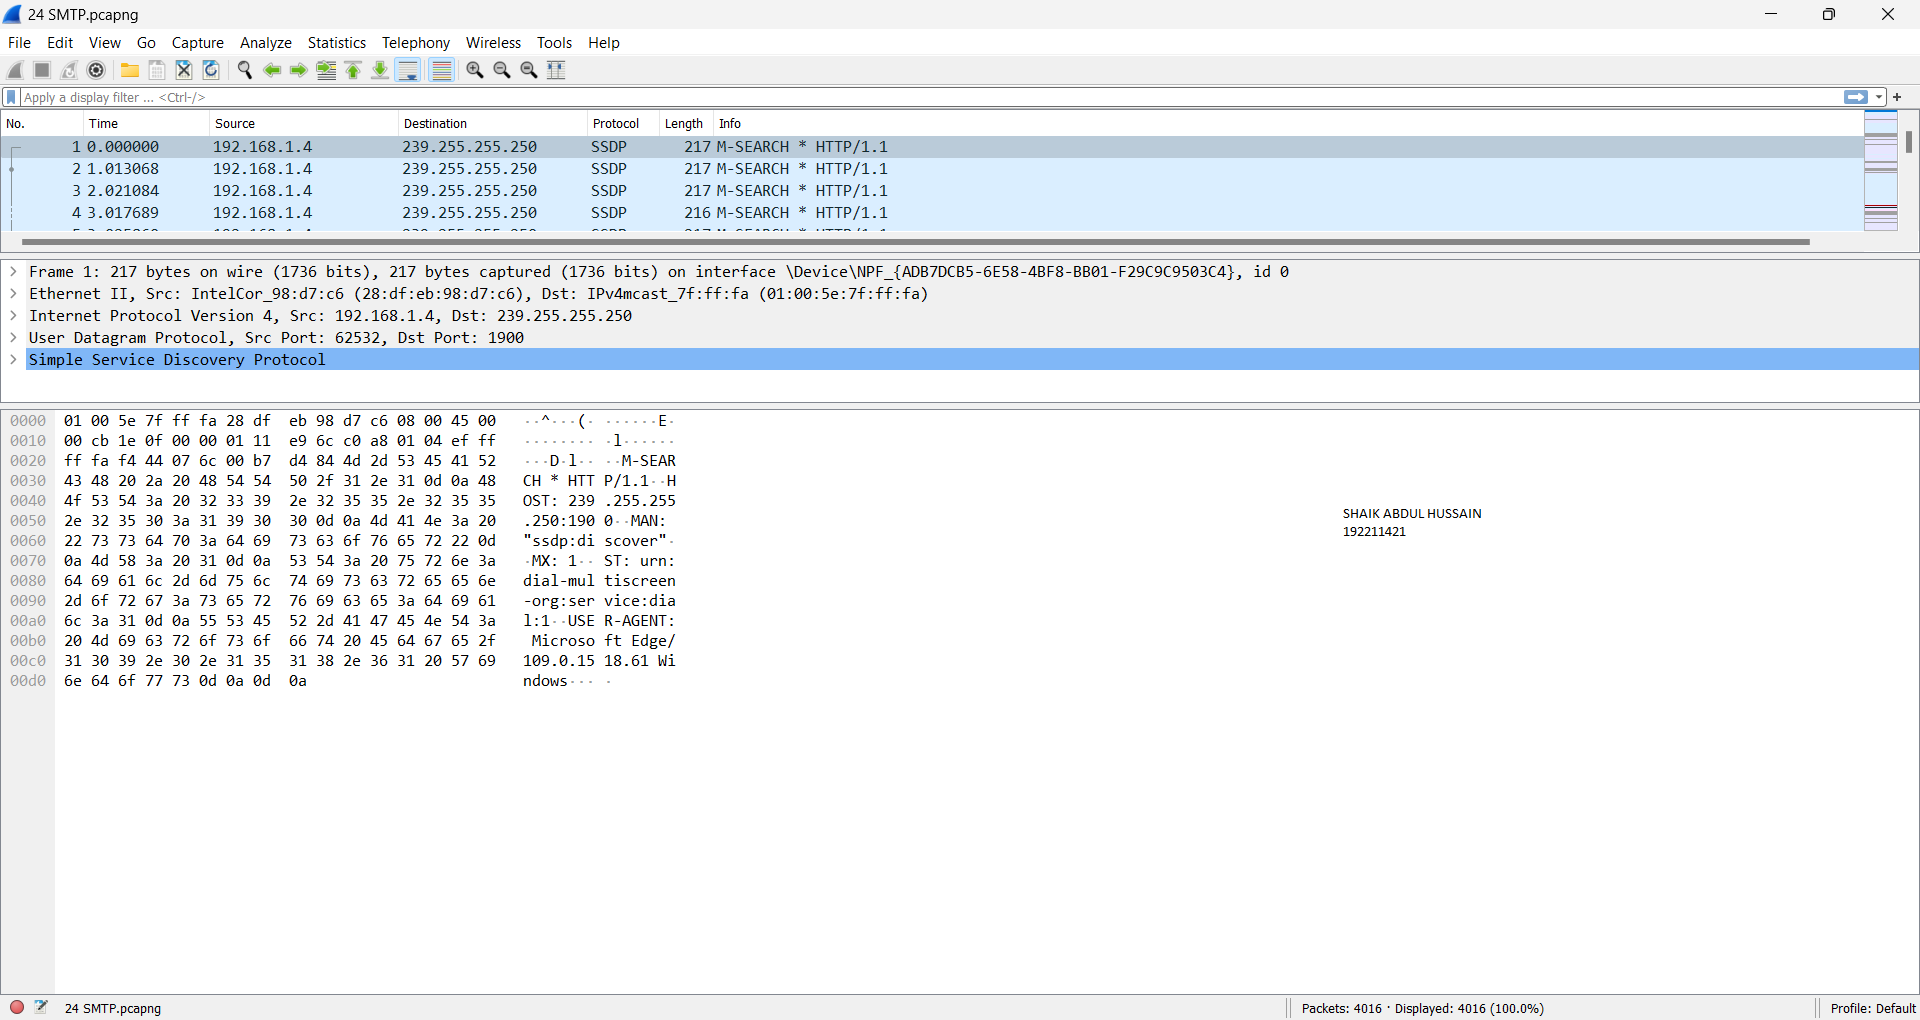 24 SMTP.pcapng
File Edit View Go Capture Analyze Statistics Telephony Wireless Tools Help
Apply a display filter ... <Ctrl-/>
No. Time Source Destination Protocol Length Info
1 0.000000 192.168.1.4 239.255.255.250 SSDP 217 M-SEARCH * HTTP/1.1
2 1.013068 192.168.1.4 239.255.255.250 SSDP 217 M-SEARCH * HTTP/1.1
3 2.021084 192.168.1.4 239.255.255.250 SSDP 217 M-SEARCH * HTTP/1.1
4 3.017689 192.168.1.4 239.255.255.250 SSDP 216 M-SEARCH * HTTP/1.1
Frame 1: 217 bytes on wire (1736 bits), 217 bytes captured (1736 bits) on interface \Device\NPF_{ADB7DCB5-6E58-4BF8-BB01-F29C9C9503C4}, id 0
Ethernet II, Src: IntelCor_98:d7:c6 (28:df:eb:98:d7:c6), Dst: IPv4mcast_7f:ff:fa (01:00:5e:7f:ff:fa)
Internet Protocol Version 4, Src: 192.168.1.4, Dst: 239.255.255.250
User Datagram Protocol, Src Port: 62532, Dst Port: 1900
Simple Service Discovery Protocol
0000 01 00 5e 7f ff fa 28 df eb 98 d7 c6 08 00 45 00 ··^···(· ······E·
0010 00 cb 1e 0f 00 00 01 11 e9 6c c0 a8 01 04 ef ff ········ ·l······
0020 ff fa f4 44 07 6c 00 b7 d4 84 4d 2d 53 45 41 52 ···D·l·· ··M-SEAR
0030 43 48 20 2a 20 48 54 54 50 2f 31 2e 31 0d 0a 48 CH * HTT P/1.1··H
0040 4f 53 54 3a 20 32 33 39 2e 32 35 35 2e 32 35 35 OST: 239 .255.255
0050 2e 32 35 30 3a 31 39 30 30 0d 0a 4d 41 4e 3a 20 .250:190 0··MAN:
0060 22 73 73 64 70 3a 64 69 73 63 6f 76 65 72 22 0d "ssdp:di scover"·
0070 0a 4d 58 3a 20 31 0d 0a 53 54 3a 20 75 72 6e 3a ·MX: 1·· ST: urn:
0080 64 69 61 6c 2d 6d 75 6c 74 69 73 63 72 65 65 6e dial-mul tiscreen
0090 2d 6f 72 67 3a 73 65 72 76 69 63 65 3a 64 69 61 -org:ser vice:dia
00a0 6c 3a 31 0d 0a 55 53 45 52 2d 41 47 45 4e 54 3a l:1··USE R-AGENT:
00b0 20 4d 69 63 72 6f 73 6f 66 74 20 45 64 67 65 2f Microso ft Edge/
00c0 31 30 39 2e 30 2e 31 35 31 38 2e 36 31 20 57 69 109.0.15 18.61 Wi
00d0 6e 64 6f 77 73 0d 0a 0d 0a ndows··· ·
SHAIK ABDUL HUSSAIN
192211421
24 SMTP.pcapng Packets: 4016 · Displayed: 4016 (100.0%) Profile: Default